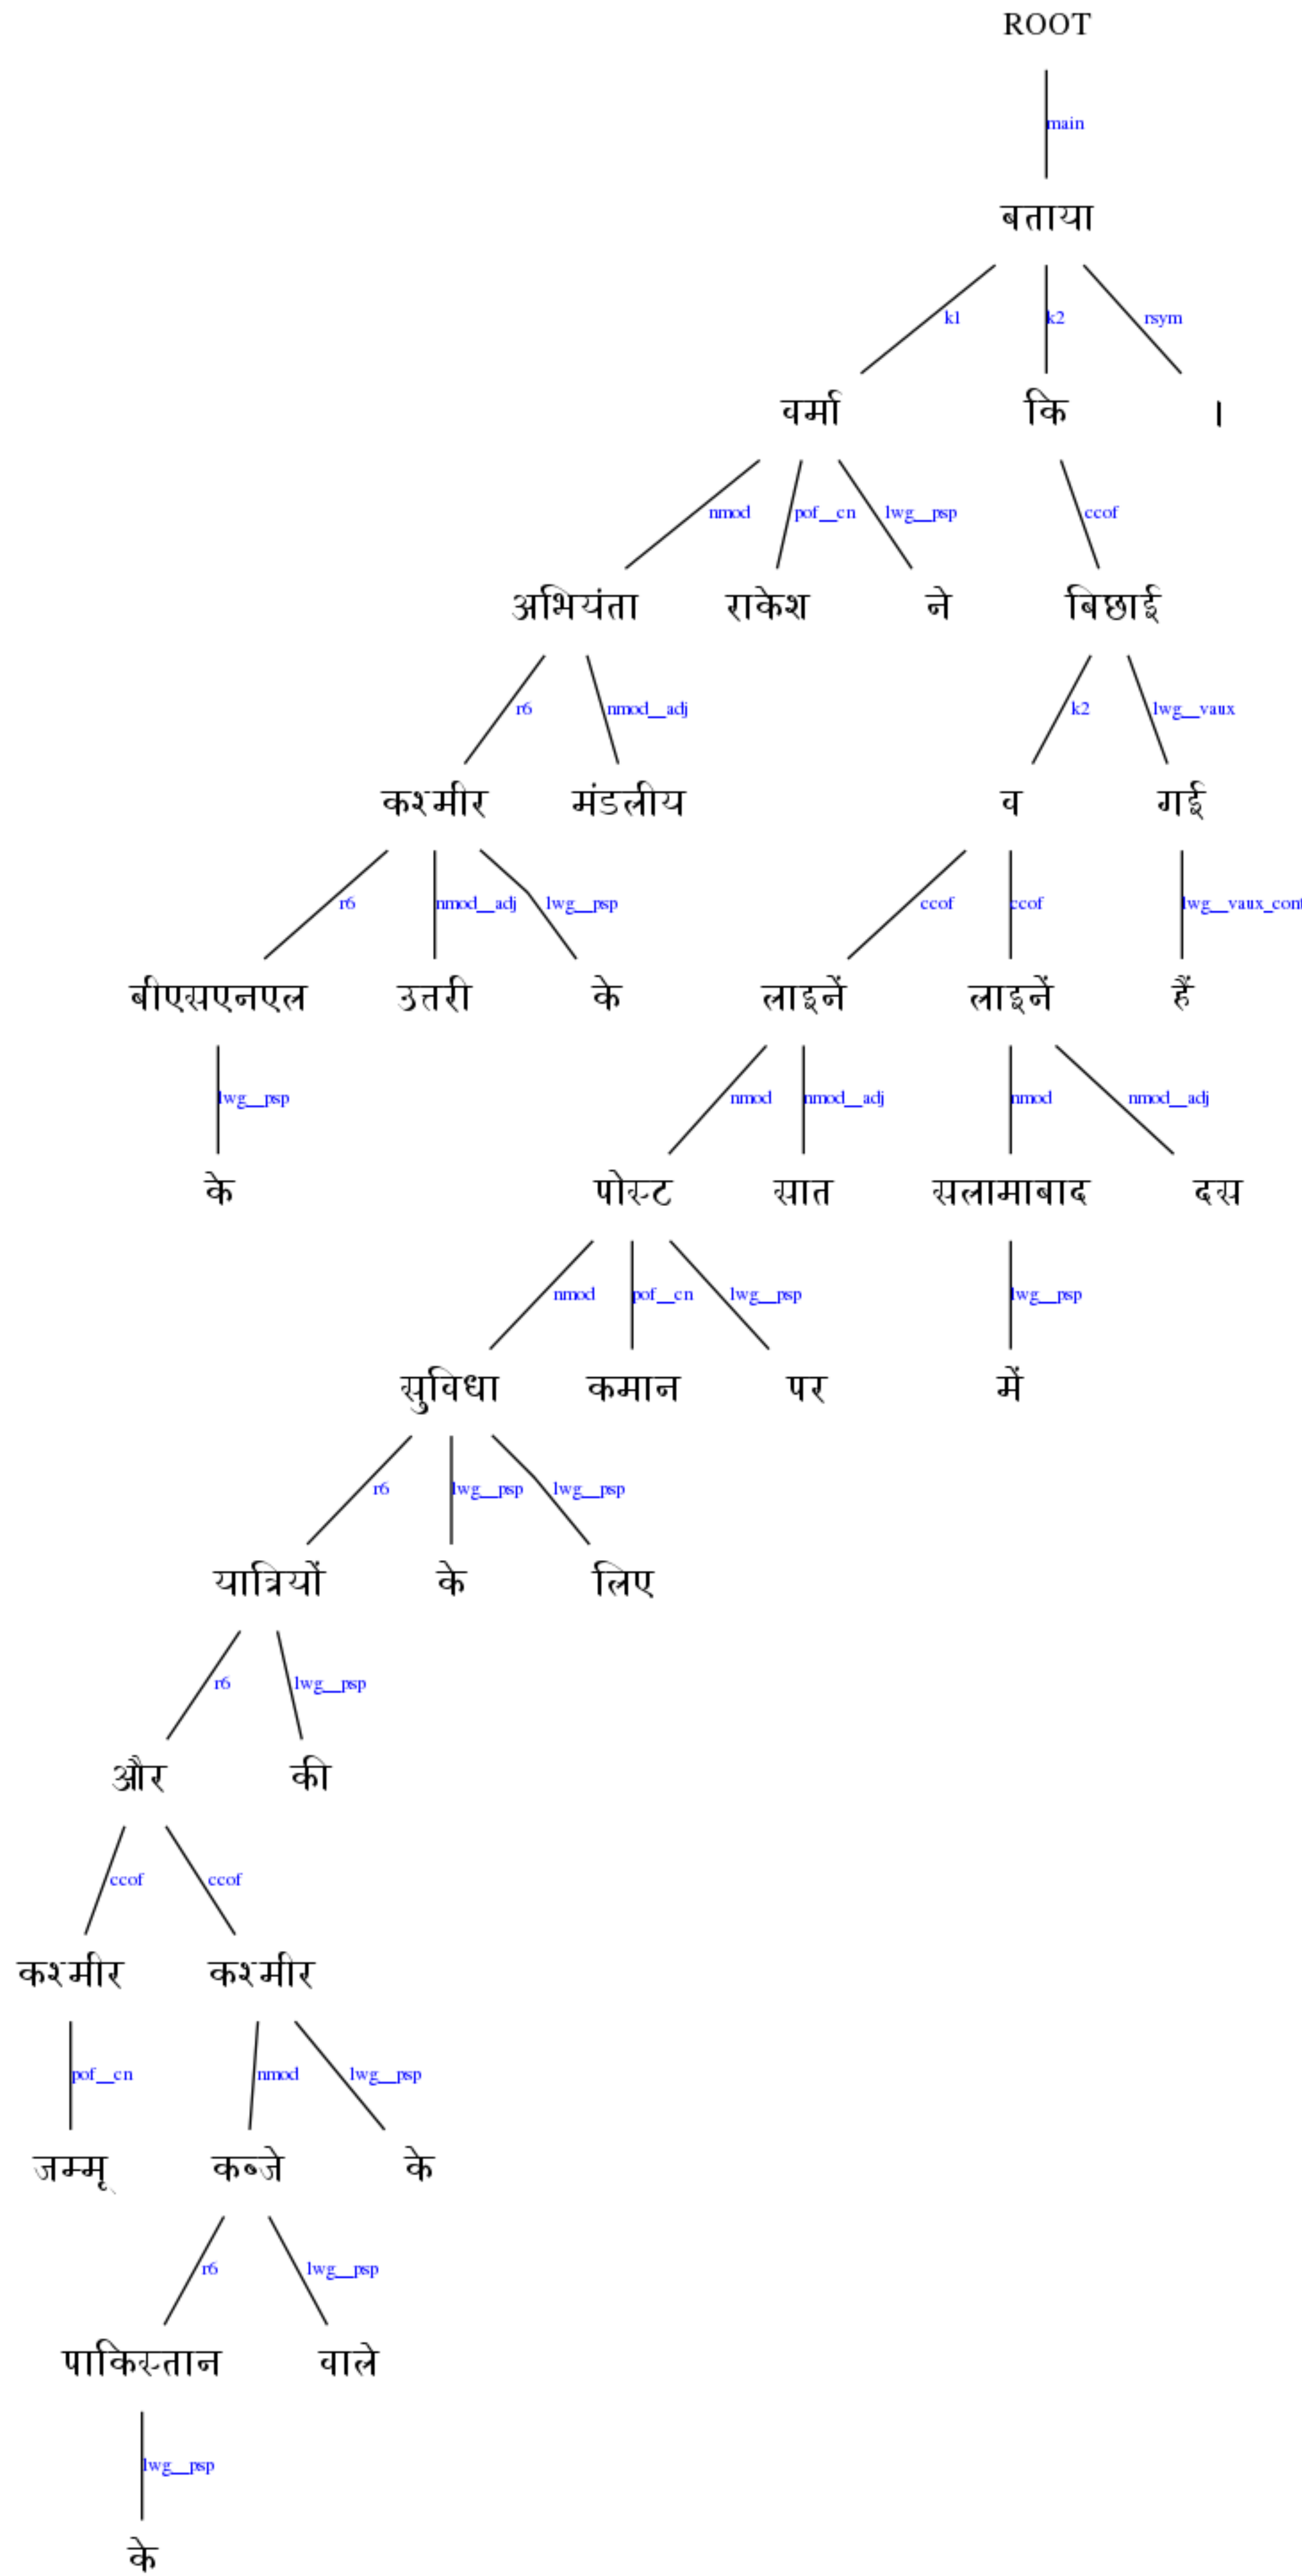 ROOT
main
बताया
k1 k2 rsym
वर्मा कि ।
nmod pof__cn lwg__psp ccof
अभियंता राकेश ने बिछाई
r6 nmod__adj k2 lwg__vaux
कश्मीर मंडलीय व गई
r6 nmod__adj lwg__psp ccof ccof lwg__vaux_cont
बीएसएनएल उत्तरी के लाइनें लाइनें हैं
lwg__psp nmod nmod__adj nmod nmod__adj
के पोस्ट सात सलामाबाद दस
nmod pof__cn lwg__psp lwg__psp
सुविधा कमान पर में
r6 lwg__psp lwg__psp
यात्रियों के लिए
r6 lwg__psp
और की
ccof ccof
कश्मीर कश्मीर
pof__cn nmod lwg__psp
जम्मू कब्जे के
r6 lwg__psp
पाकिस्तान वाले
lwg__psp
के